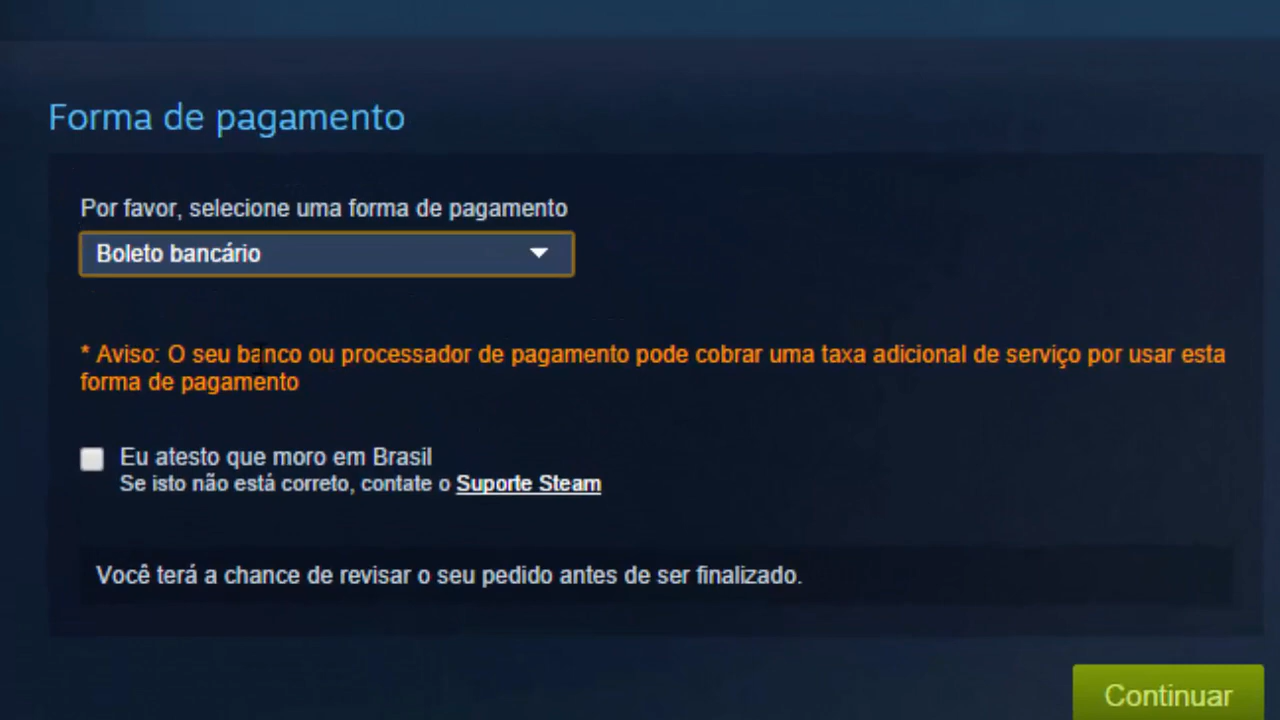 Forma de pagamento
Por favor, selecione uma forma de pagamento
Boleto bancário
* Aviso: O seu banco ou processador de pagamento pode cobrar uma taxa adicional de serviço por usar esta
forma de pagamento
Eu atesto que moro em Brasil
Se isto não está correto, contate o Suporte Steam
Você terá a chance de revisar o seu pedido antes de ser finalizado.
Continuar